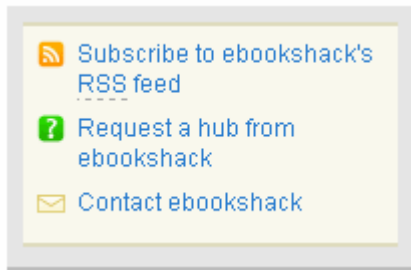 Subscribe to ebookshack's
RSS feed
Request a hub from
ebookshack
Contact ebookshack